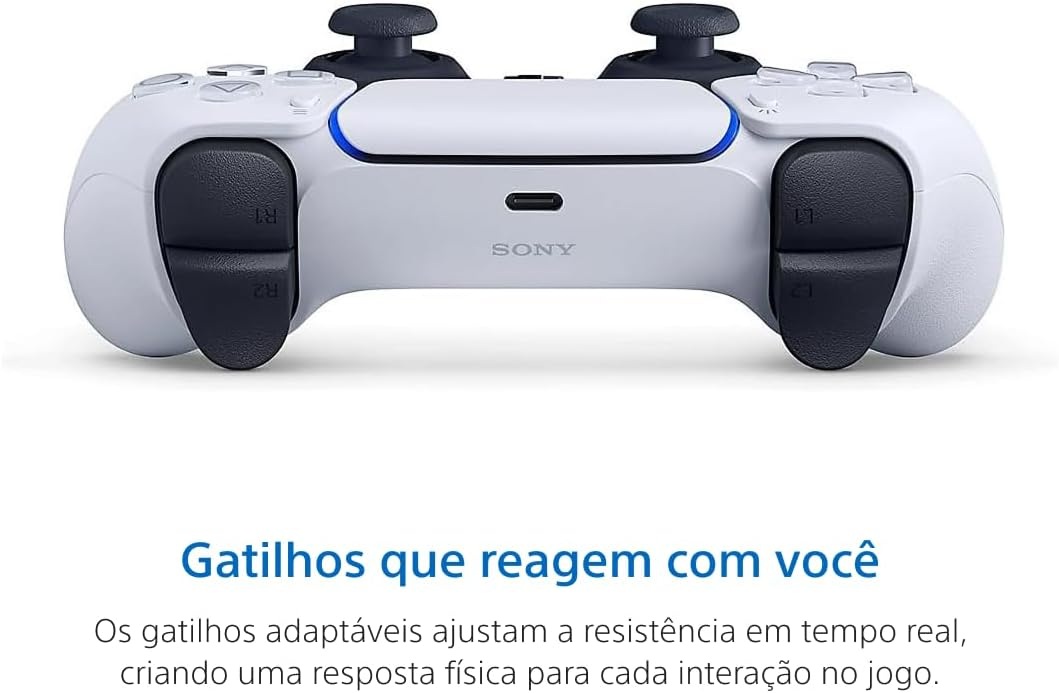 R1
L1
SONY
R2
L2
Gatilhos que reagem com você
Os gatilhos adaptáveis ajustam a resistência em tempo real,
criando uma resposta física para cada interação no jogo.